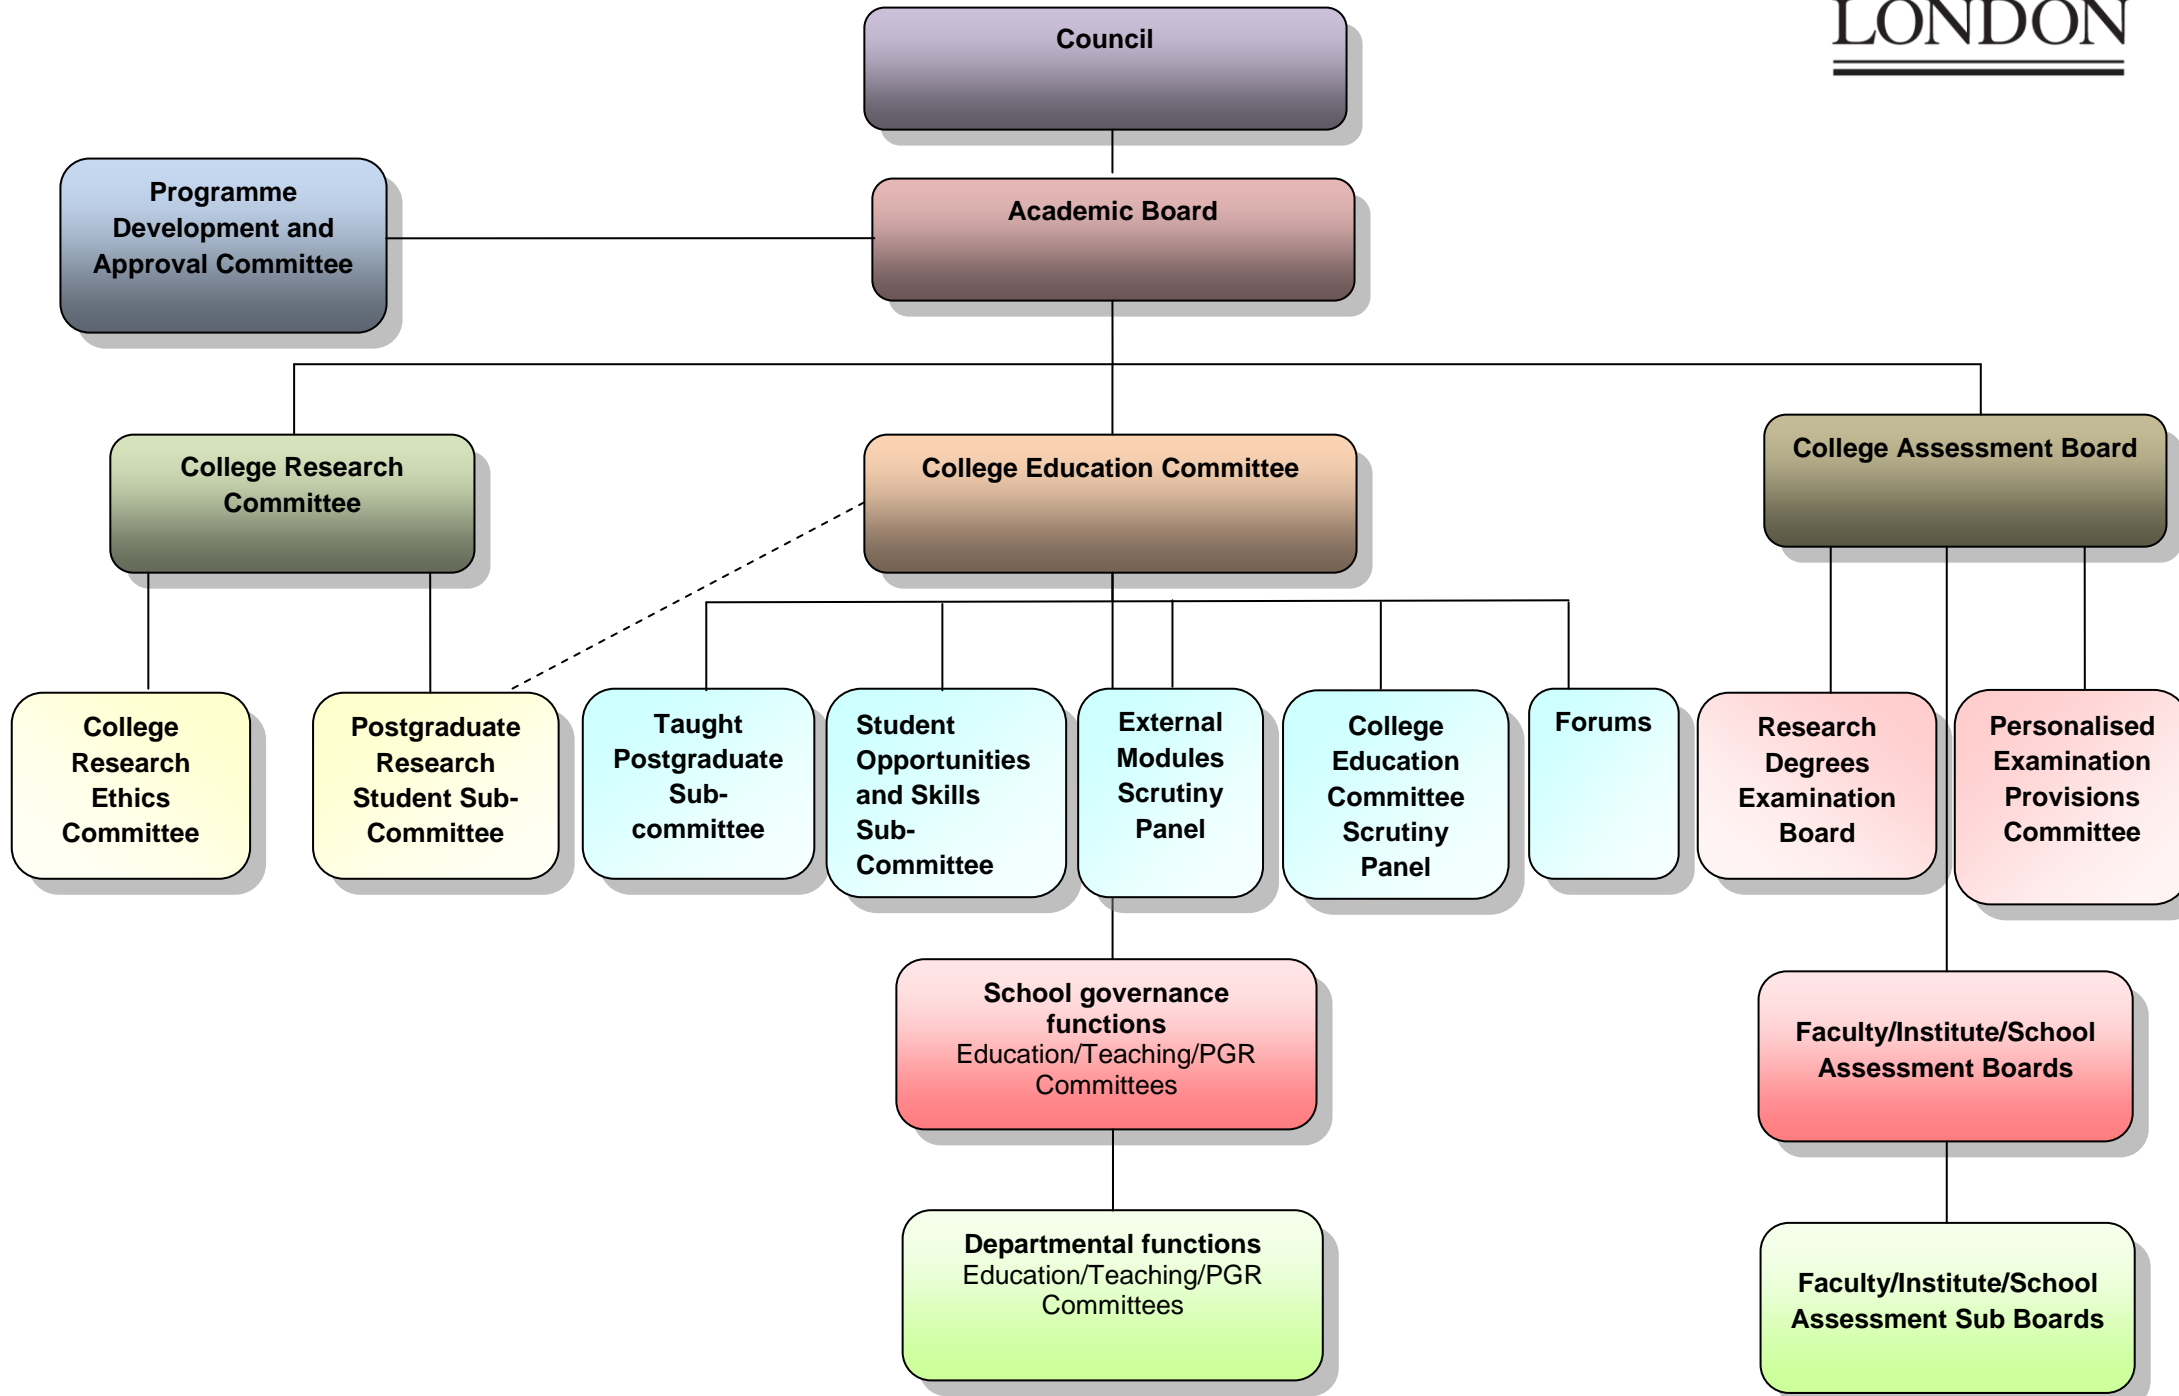 LONDON
Council
Programme
Development and
Approval Committee
Academic Board
College Research
Committee
College Education Committee
College Assessment Board
College
Research
Ethics
Committee
Postgraduate
Research
Student Sub-
Committee
Taught
Postgraduate
Sub-
committee
Student
Opportunities
and Skills
Sub-
Committee
External
Modules
Scrutiny
Panel
College
Education
Committee
Scrutiny
Panel
Forums
Research
Degrees
Examination
Board
Personalised
Examination
Provisions
Committee
School governance
functions
Education/Teaching/PGR
Committees
Faculty/Institute/School
Assessment Boards
Departmental functions
Education/Teaching/PGR
Committees
Faculty/Institute/School
Assessment Sub Boards